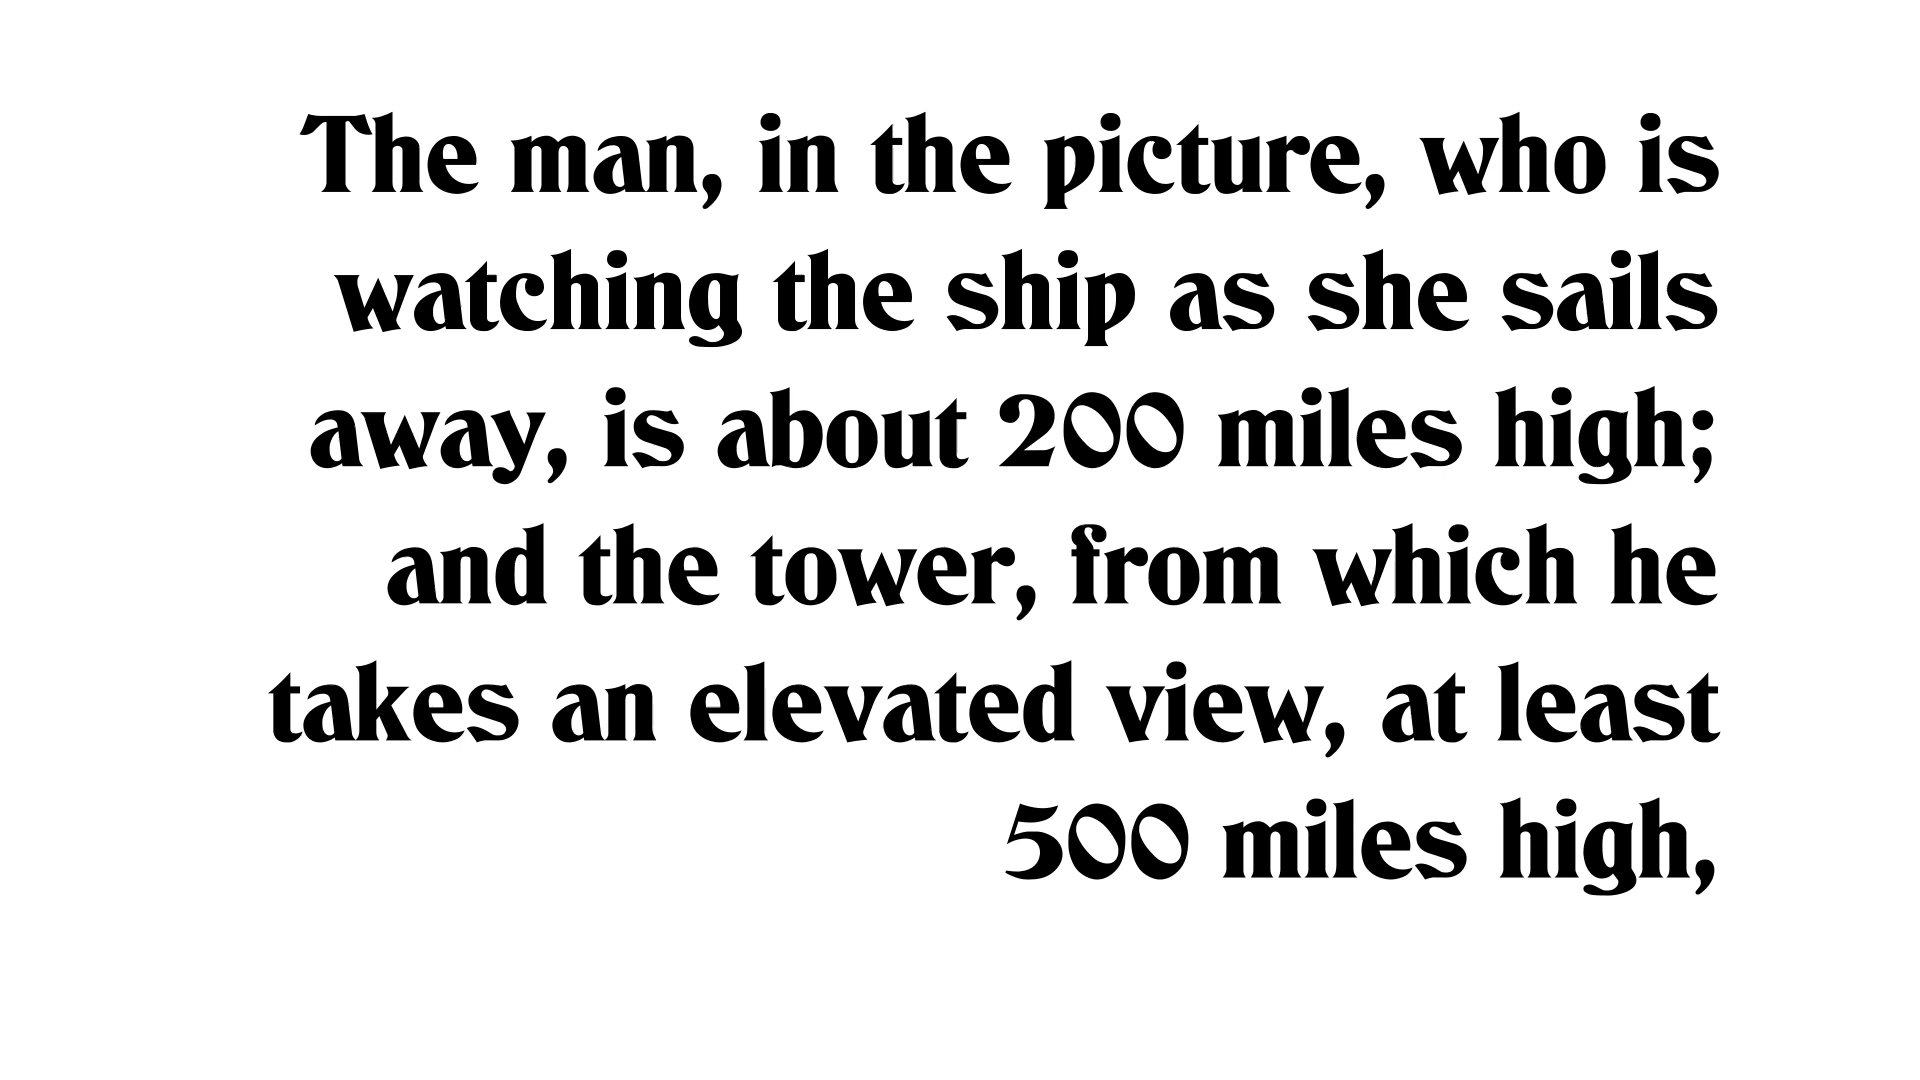 The man, in the picture, who is
watching the ship as she sails
away, is about 200 miles high;
and the tower, from which he
takes an elevated view, at least
500 miles high,